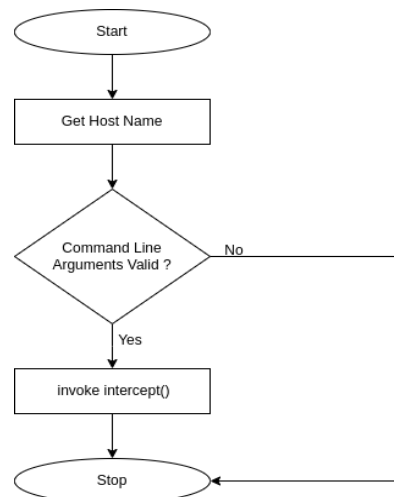 Start
Get Host Name
Command Line
Arguments Valid ?
No
Yes
invoke intercept()
Stop